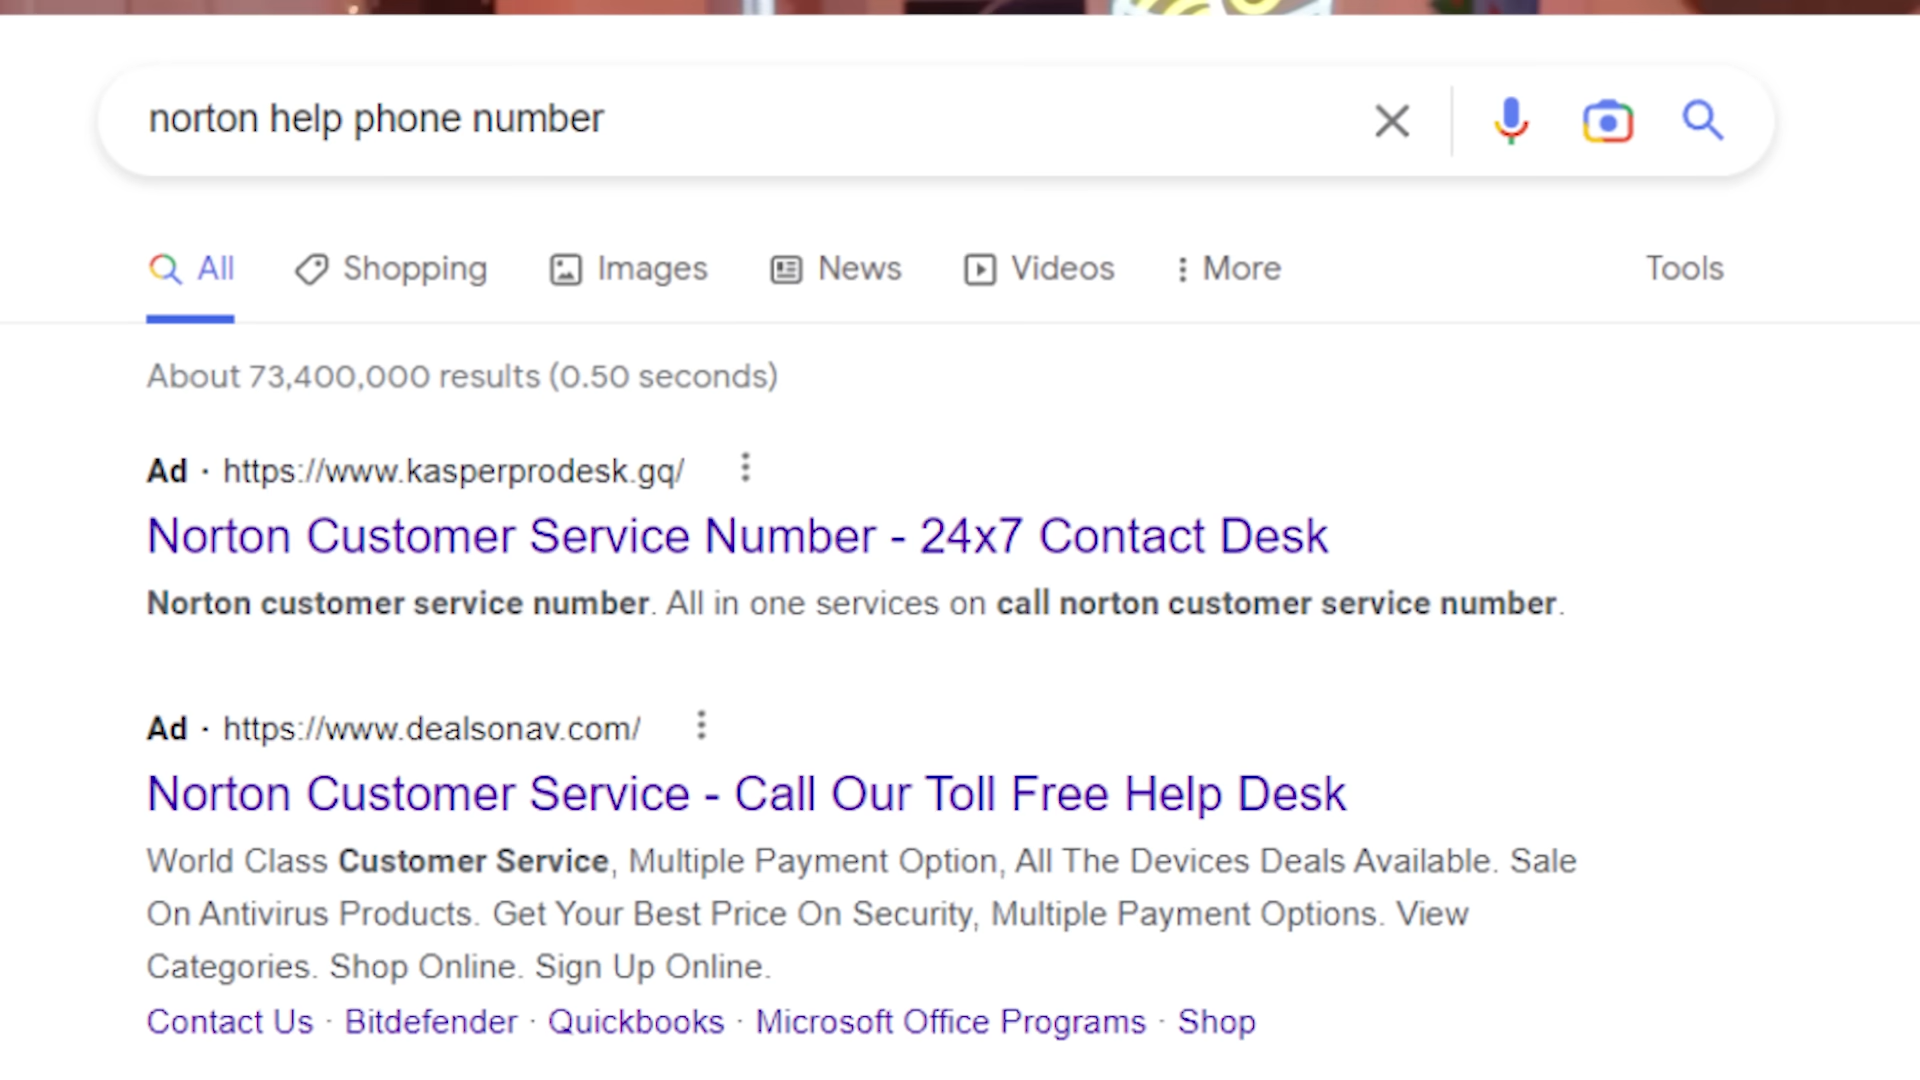 norton help phone number
All Shopping Images News Videos More Tools
About 73,400,000 results (0.50 seconds)
Ad · https://www.kasperprodesk.gq/
Norton Customer Service Number - 24x7 Contact Desk
Norton customer service number. All in one services on call norton customer service number.
Ad · https://www.dealsonav.com/
Norton Customer Service - Call Our Toll Free Help Desk
World Class Customer Service, Multiple Payment Option, All The Devices Deals Available. Sale
On Antivirus Products. Get Your Best Price On Security, Multiple Payment Options. View
Categories. Shop Online. Sign Up Online.
Contact Us · Bitdefender · Quickbooks · Microsoft Office Programs · Shop